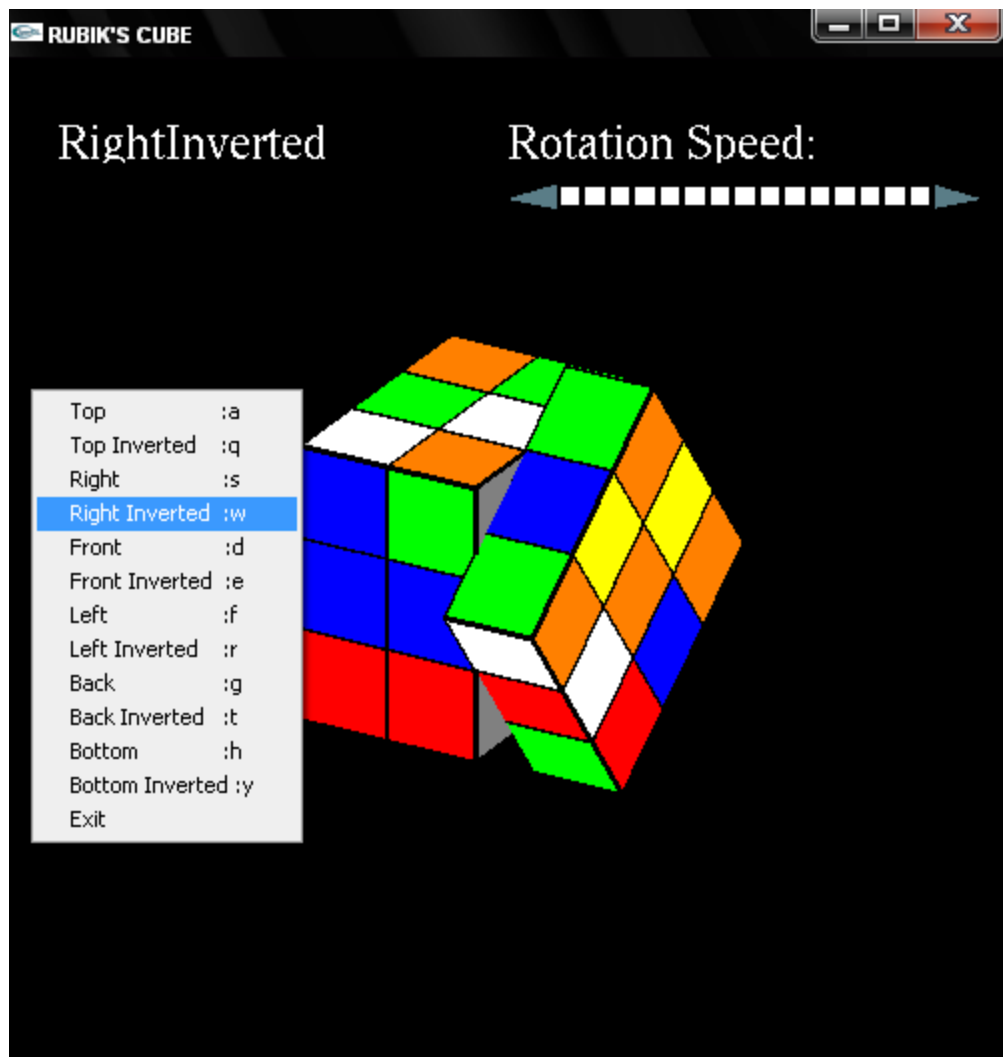 RUBIK'S CUBE
RightInverted
Rotation Speed:
Top :a
Top Inverted :q
Right :s
Right Inverted :w
Front :d
Front Inverted :e
Left :f
Left Inverted :r
Back :g
Back Inverted :t
Bottom :h
Bottom Inverted :y
Exit